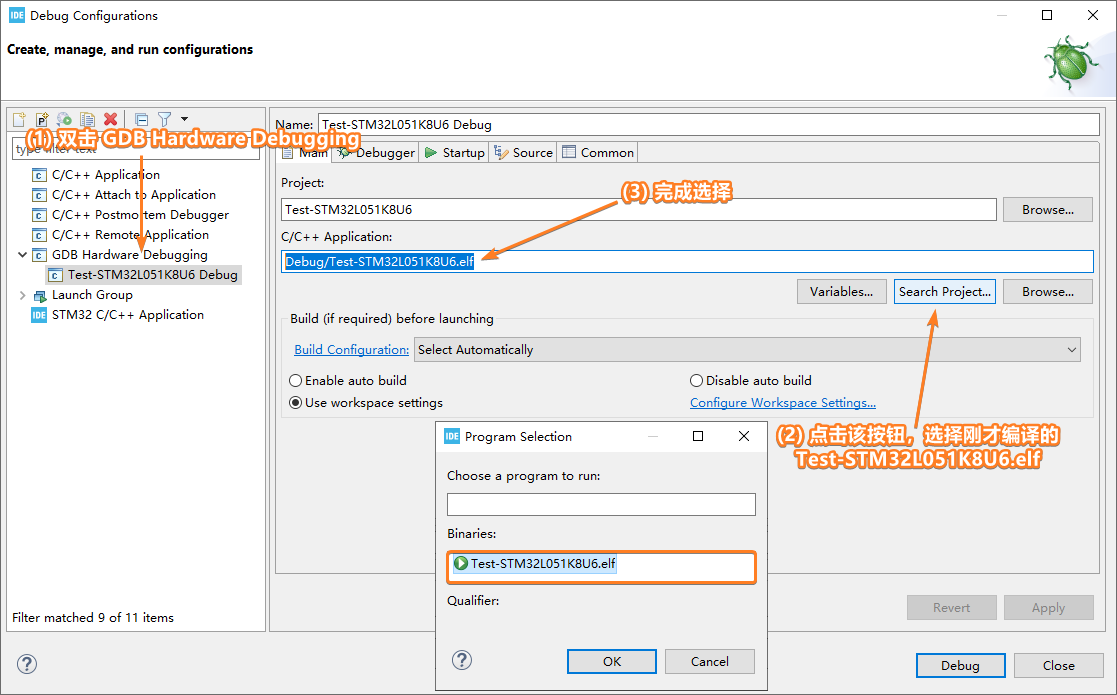 IDE Debug Configurations
Create, manage, and run configurations
(1) 双击 GDB Hardware Debugging
type filter text
C/C++ Application
C/C++ Attach to Application
C/C++ Postmortem Debugger
C/C++ Remote Application
GDB Hardware Debugging
Test-STM32L051K8U6 Debug
Launch Group
IDE STM32 C/C++ Application
Filter matched 9 of 11 items
Name: Test-STM32L051K8U6 Debug
Main Debugger Startup Source Common
Project:
(3) 完成选择
Test-STM32L051K8U6 Browse...
C/C++ Application:
Debug/Test-STM32L051K8U6.elf
Variables... Search Project... Browse...
Build (if required) before launching
Build Configuration: Select Automatically
Enable auto build Disable auto build
Use workspace settings Configure Workspace Settings...
(2) 点击该按钮，选择刚才编译的
Test-STM32L051K8U6.elf
IDE Program Selection
Choose a program to run:
Binaries:
Test-STM32L051K8U6.elf
Qualifier:
OK Cancel
Revert Apply
Debug Close